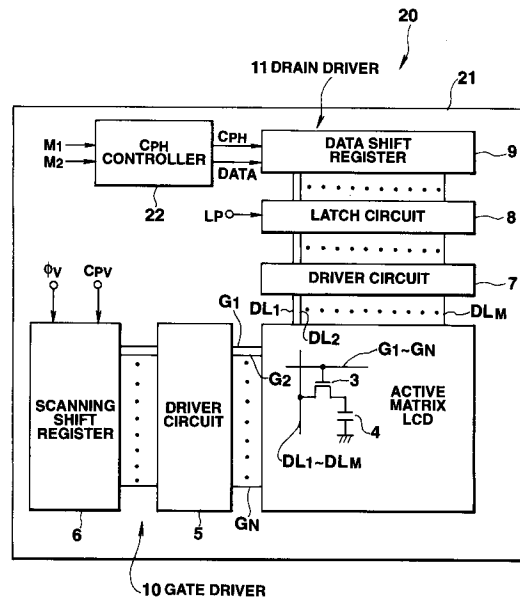 20
11 DRAIN DRIVER
21
M1
M2
CPH
CONTROLLER
22
CPH
DATA
DATA SHIFT
REGISTER
9
LP
LATCH CIRCUIT
8
DRIVER CIRCUIT
7
ϕV
CPV
DL1
DL2
DLM
G1
G2
GN
SCANNING
SHIFT
REGISTER
6
DRIVER
CIRCUIT
5
G1~GN
3
4
DL1~DLM
ACTIVE
MATRIX
LCD
10 GATE DRIVER